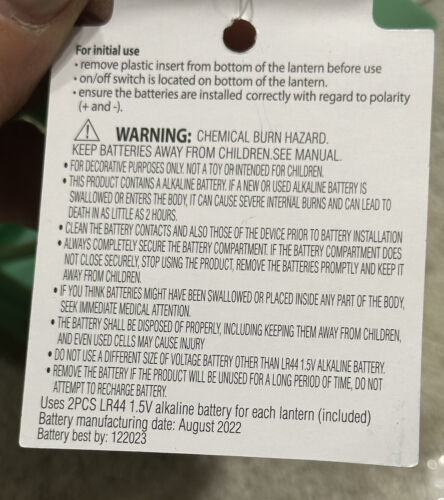 For initial use
• remove plastic insert from bottom of the lantern before use
• on/off switch is located on bottom of the lantern.
• ensure the batteries are installed correctly with regard to polarity
(+ and -).
WARNING: CHEMICAL BURN HAZARD.
KEEP BATTERIES AWAY FROM CHILDREN.SEE MANUAL.
• FOR DECORATIVE PURPOSES ONLY. NOT A TOY OR INTENDED FOR CHILDREN.
• THIS PRODUCT CONTAINS A ALKALINE BATTERY. IF A NEW OR USED ALKALINE BATTERY IS
SWALLOWED OR ENTERS THE BODY, IT CAN CAUSE SEVERE INTERNAL BURNS AND CAN LEAD TO
DEATH IN AS LITTLE AS 2 HOURS.
• CLEAN THE BATTERY CONTACTS AND ALSO THOSE OF THE DEVICE PRIOR TO BATTERY INSTALLATION
• ALWAYS COMPLETELY SECURE THE BATTERY COMPARTMENT. IF THE BATTERY COMPARTMENT DOES
NOT CLOSE SECURELY, STOP USING THE PRODUCT, REMOVE THE BATTERIES PROMPTLY AND KEEP IT
AWAY FROM CHILDREN.
• IF YOU THINK BATTERIES MIGHT HAVE BEEN SWALLOWED OR PLACED INSIDE ANY PART OF THE BODY,
SEEK IMMEDIATE MEDICAL ATTENTION.
• THE BATTERY SHALL BE DISPOSED OF PROPERLY, INCLUDING KEEPING THEM AWAY FROM CHILDREN,
AND EVEN USED CELLS MAY CAUSE INJURY
• DO NOT USE A DIFFERENT SIZE OF VOLTAGE BATTERY OTHER THAN LR44 1.5V ALKALINE BATTERY.
• REMOVE THE BATTERY IF THE PRODUCT WILL BE UNUSED FOR A LONG PERIOD OF TIME, DO NOT
ATTEMPT TO RECHARGE BATTERY.
Uses 2PCS LR44 1.5V alkaline battery for each lantern (included)
Battery manufacturing date: August 2022
Battery best by: 122023